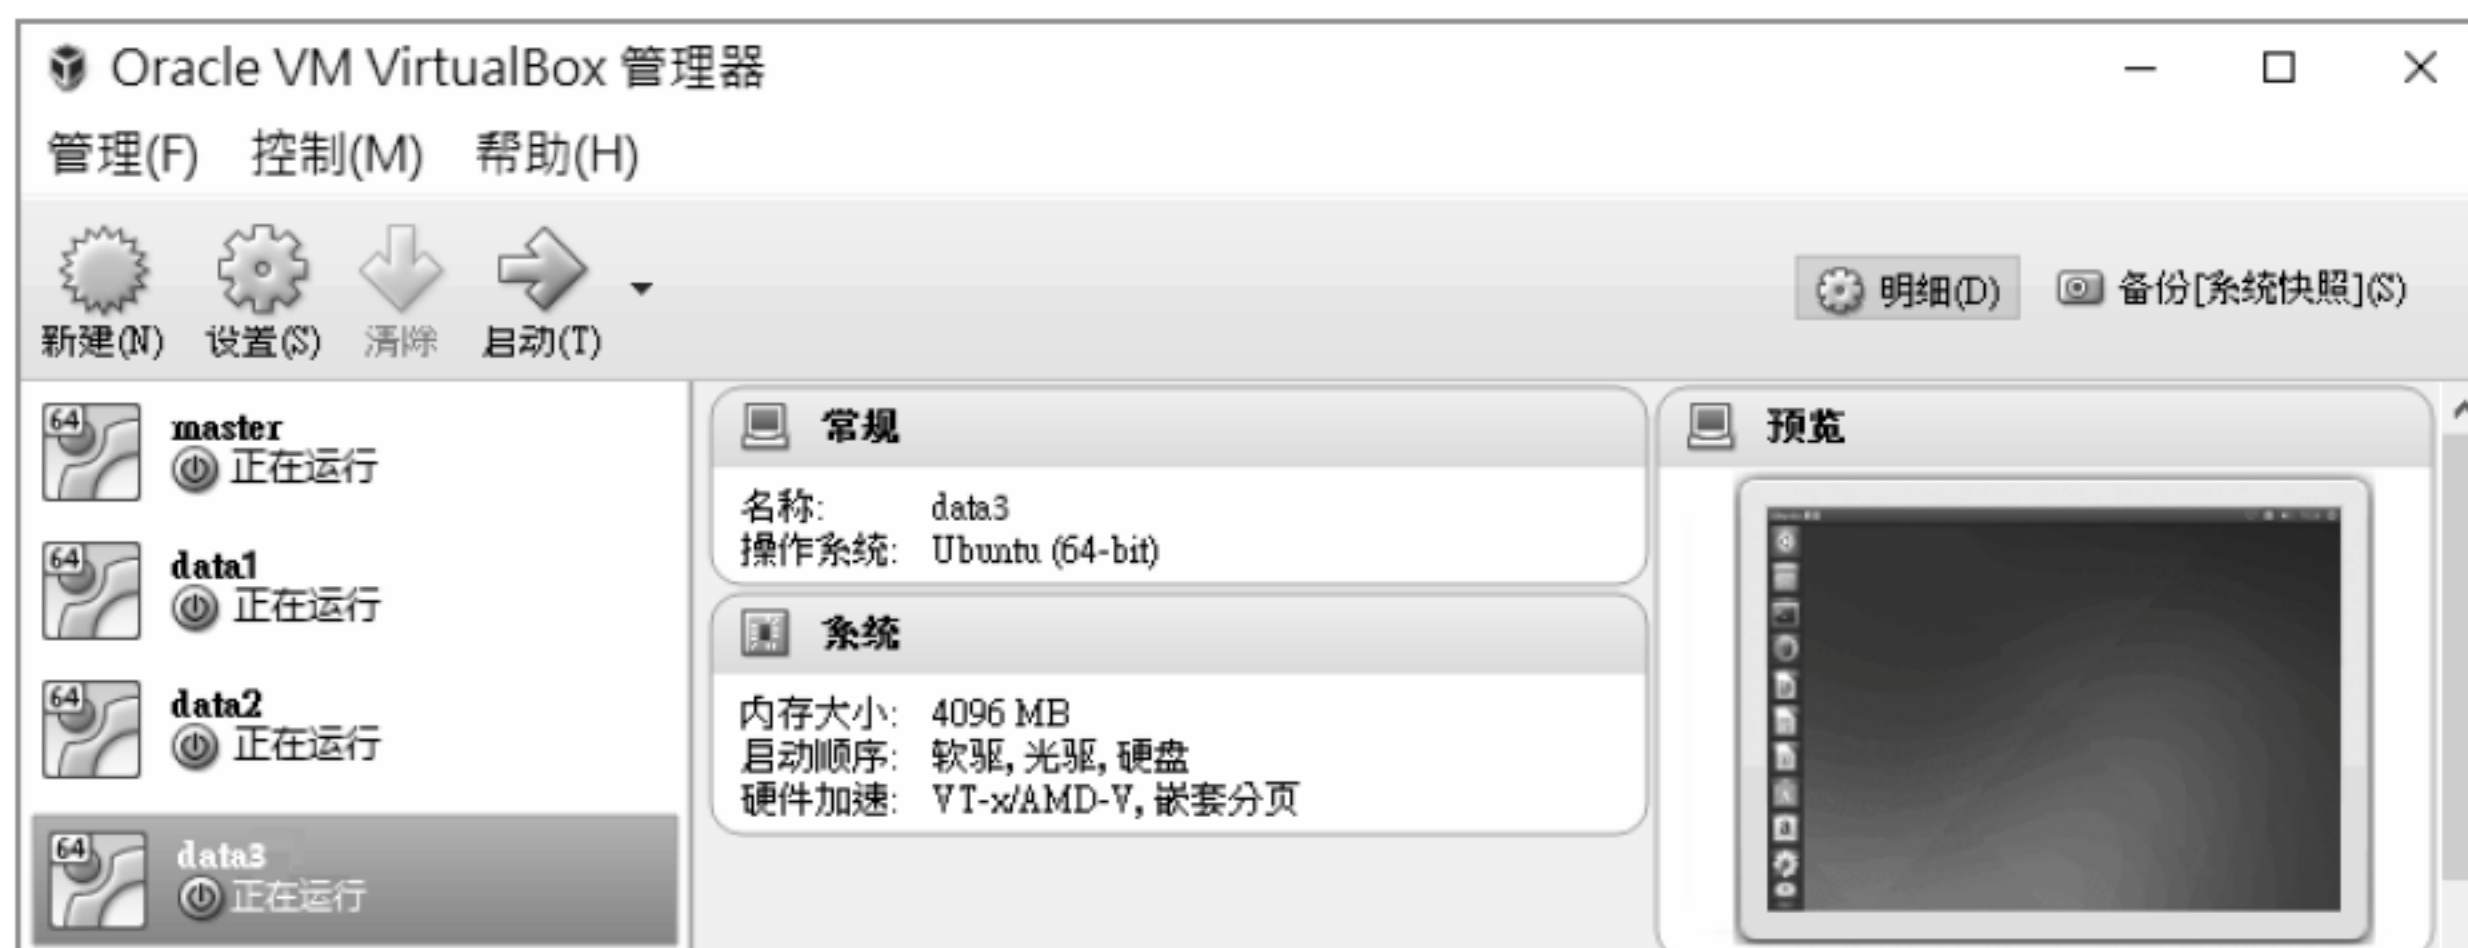 Oracle VM VirtualBox 管理器
管理(F) 控制(M) 帮助(H)
新建(N) 设置(S) 清除 启动(T)
明细(D) 备份[系统快照](S)
64 master
正在运行
64 data1
正在运行
64 data2
正在运行
64 data3
正在运行
常规
名称: data3
操作系统: Ubuntu (64-bit)
系统
内存大小: 4096 MB
启动顺序: 软驱, 光驱, 硬盘
硬件加速: VT-x/AMD-V, 嵌套分页
预览